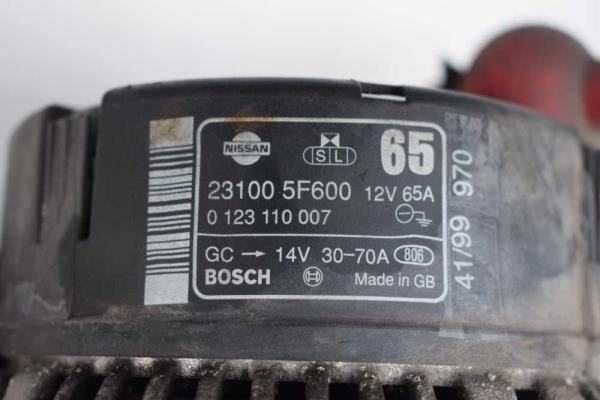 NISSAN SL 65
23100 5F600 12V 65A
0 123 110 007
GC → 14V 30-70A 806
BOSCH Made in GB
41/99 970